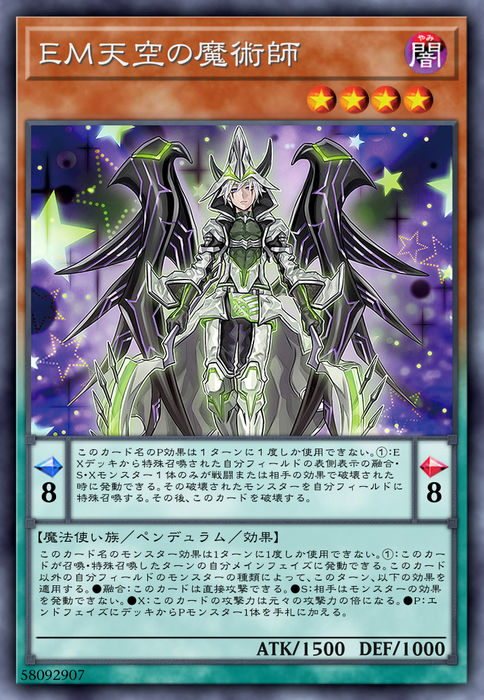 EM天空の魔術師
やみ
闇
このカード名のP効果は1ターンに1度しか使用できない。①:E
Xデッキから特殊召喚された自分フィールドの表側表示の融合・
S・Xモンスター1体のみが戦闘または相手の効果で破壊された
時に発動できる。その破壊されたモンスターを自分フィールドに
特殊召喚する。その後、このカードを破壊する。
8
8
【魔法使い族/ペンデュラム/効果】
このカード名のモンスター効果は1ターンに1度しか使用できない。①:このカー
ドが召喚・特殊召喚したターンの自分メインフェイズに発動できる。このカード
以外の自分フィールドのモンスターの種類によって、このターン、以下の効果を
適用する。●融合:このカードは直接攻撃できる。●S:相手はモンスターの効果
を発動できない。●X:このカードの攻撃力は元々の攻撃力の倍になる。●P:エ
ンドフェイズにデッキからPモンスター1体を手札に加える。
ATK/1500 DEF/1000
58092907